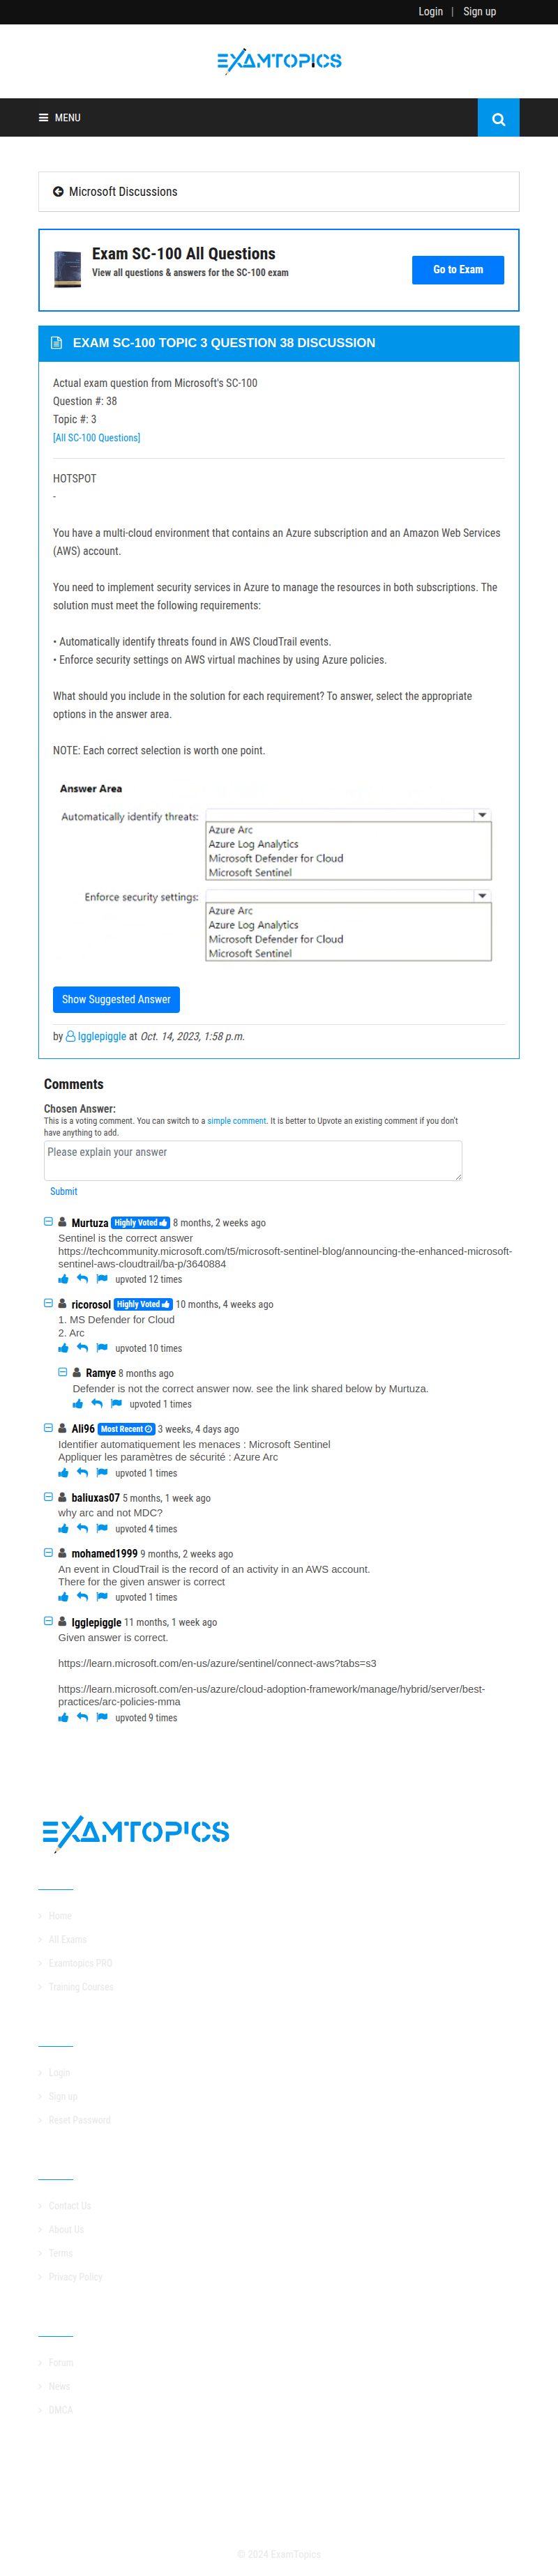 Login | Sign up
EXAMTOPICS
MENU
Microsoft Discussions
Exam SC-100 All Questions
View all questions & answers for the SC-100 exam
Go to Exam
EXAM SC-100 TOPIC 3 QUESTION 38 DISCUSSION
Actual exam question from Microsoft's SC-100
Question #: 38
Topic #: 3
[All SC-100 Questions]
HOTSPOT
-
You have a multi-cloud environment that contains an Azure subscription and an Amazon Web Services
(AWS) account.
You need to implement security services in Azure to manage the resources in both subscriptions. The
solution must meet the following requirements:
• Automatically identify threats found in AWS CloudTrail events.
• Enforce security settings on AWS virtual machines by using Azure policies.
What should you include in the solution for each requirement? To answer, select the appropriate
options in the answer area.
NOTE: Each correct selection is worth one point.
Answer Area
Automatically identify threats:
Azure Arc
Azure Log Analytics
Microsoft Defender for Cloud
Microsoft Sentinel
Enforce security settings:
Azure Arc
Azure Log Analytics
Microsoft Defender for Cloud
Microsoft Sentinel
Show Suggested Answer
by Igglepiggle at Oct. 14, 2023, 1:58 p.m.
Comments
Chosen Answer:
This is a voting comment. You can switch to a simple comment. It is better to Upvote an existing comment if you don't
have anything to add.
Please explain your answer
Submit
Murtuza Highly Voted 8 months, 2 weeks ago
Sentinel is the correct answer
https://techcommunity.microsoft.com/t5/microsoft-sentinel-blog/announcing-the-enhanced-microsoft-
sentinel-aws-cloudtrail/ba-p/3640884
upvoted 12 times
ricorosol Highly Voted 10 months, 4 weeks ago
1. MS Defender for Cloud
2. Arc
upvoted 10 times
Ramye 8 months ago
Defender is not the correct answer now. see the link shared below by Murtuza.
upvoted 1 times
Ali96 Most Recent 3 weeks, 4 days ago
Identifier automatiquement les menaces : Microsoft Sentinel
Appliquer les paramètres de sécurité : Azure Arc
upvoted 1 times
baliuxas07 5 months, 1 week ago
why arc and not MDC?
upvoted 4 times
mohamed1999 9 months, 2 weeks ago
An event in CloudTrail is the record of an activity in an AWS account.
There for the given answer is correct
upvoted 1 times
Igglepiggle 11 months, 1 week ago
Given answer is correct.
https://learn.microsoft.com/en-us/azure/sentinel/connect-aws?tabs=s3
https://learn.microsoft.com/en-us/azure/cloud-adoption-framework/manage/hybrid/server/best-
practices/arc-policies-mma
upvoted 9 times
EXAMTOPICS
Home
All Exams
Examtopics PRO
Training Courses
Login
Sign up
Reset Password
Contact Us
About Us
Terms
Privacy Policy
Forum
News
DMCA
© 2024 ExamTopics